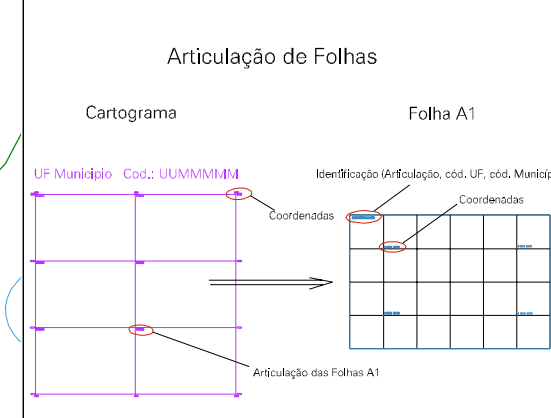 Articulação de Folhas
Cartograma
Folha A1
UF Municipio Cod.: UUMMMMM
Identificação (Articulação, cód. UF, cód. Municíp
Coordenadas
Coordenadas
Articulação das Folhas A1